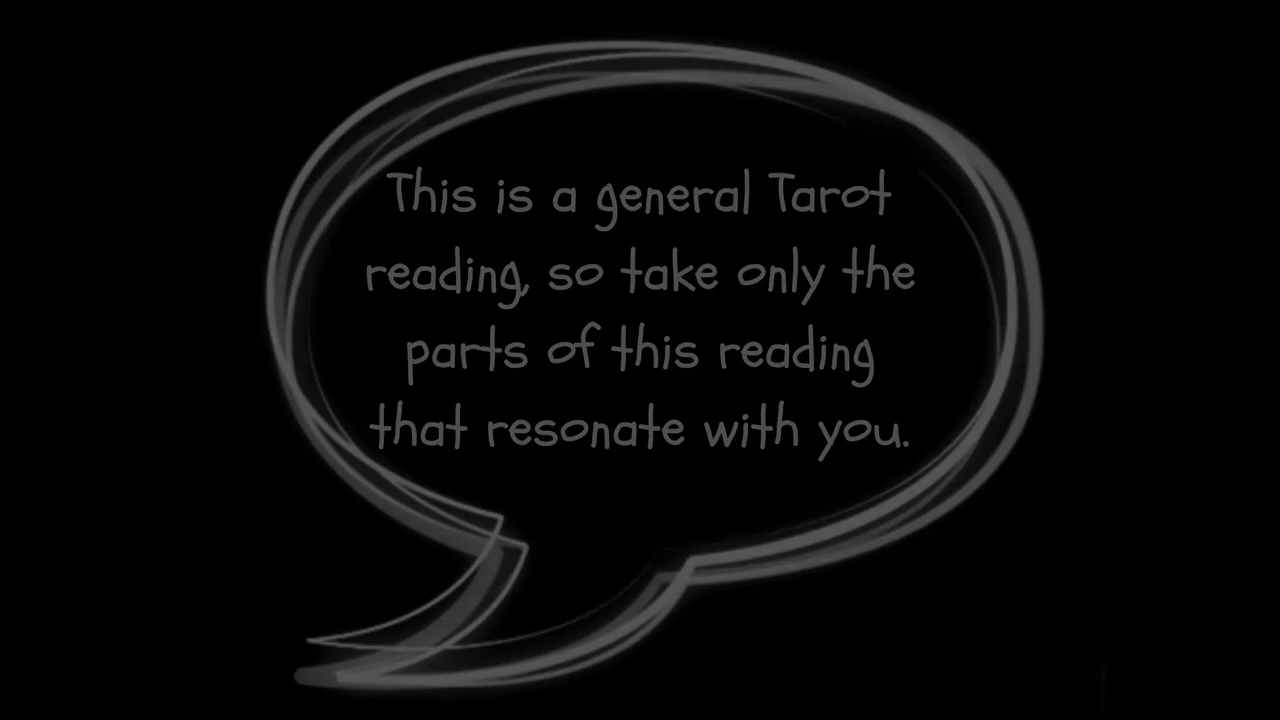 This is a general Tarot
reading, so take only the
parts of this reading
that resonate with you.